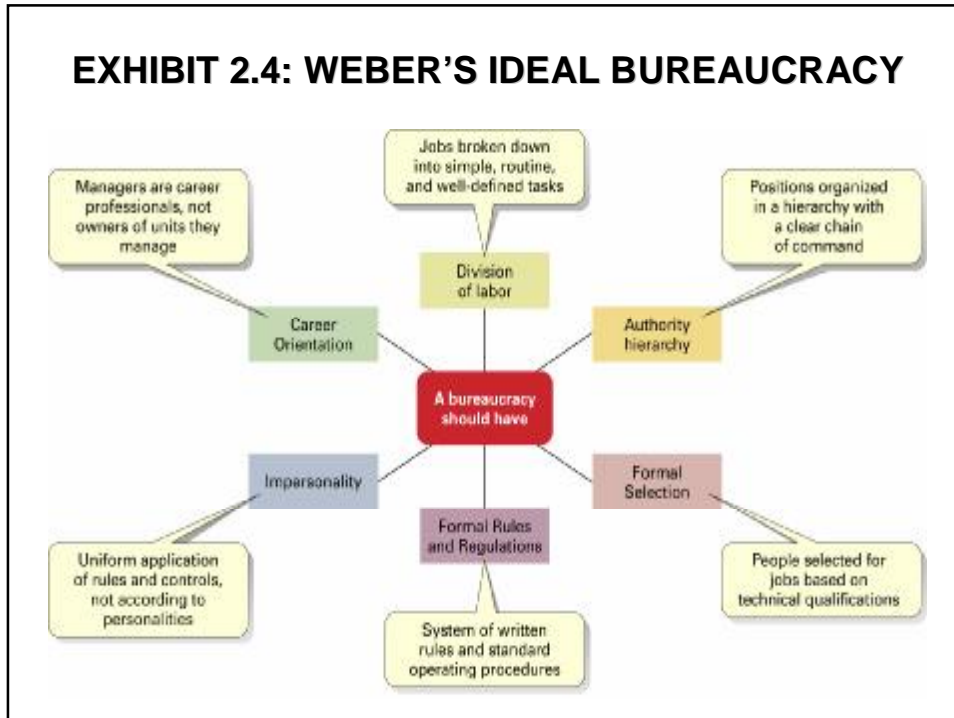 EXHIBIT 2.4: WEBER'S IDEAL BUREAUCRACY
Jobs broken down
into simple, routine,
and well-defined tasks
Managers are career
professionals, not
owners of units they
manage
Positions organized
in a hierarchy with
a clear chain
of command
Division
of labor
Career
Orientation
Authority
hierarchy
A bureaucracy
should have
Impersonality
Formal
Selection
Formal Rules
and Regulations
Uniform application
of rules and controls,
not according to
personalities
People selected for
jobs based on
technical qualifications
System of written
rules and standard
operating procedures